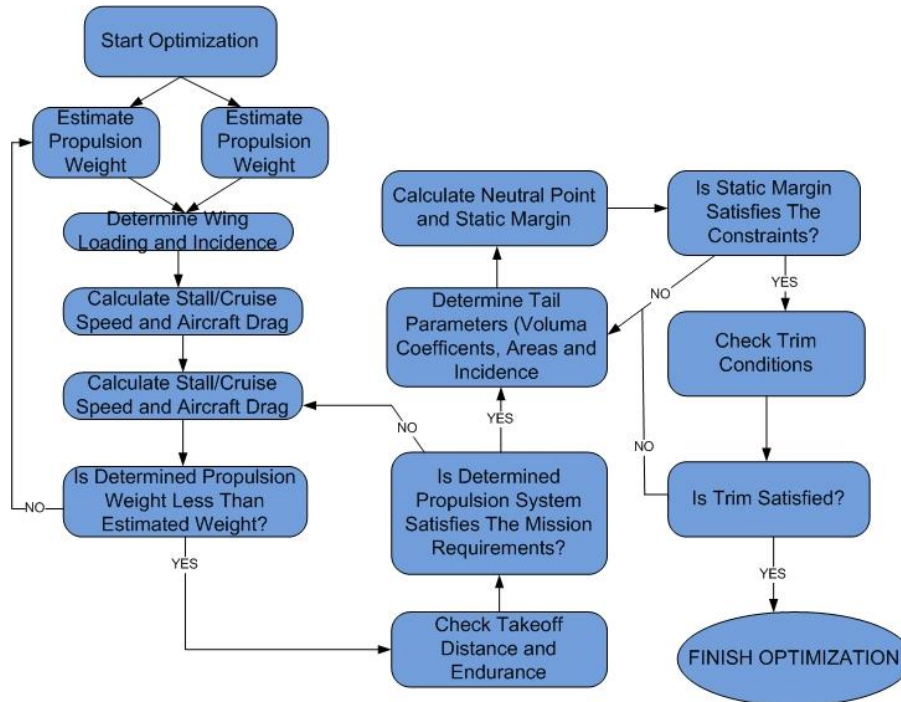 Start Optimization
Estimate
Propulsion
Weight
Estimate
Propulsion
Weight
Determine Wing
Loading and Incidence
Calculate Stall/Cruise
Speed and Aircraft Drag
Calculate Stall/Cruise
Speed and Aircraft Drag
Is Determined Propulsion
Weight Less Than
Estimated Weight?
NO
YES
Check Takeoff
Distance and
Endurance
Is Determined
Propulsion System
Satisfies The Mission
Requirements?
NO
YES
Determine Tail
Parameters (Voluma
Coefficents, Areas and
Incidence
Calculate Neutral Point
and Static Margin
Is Static Margin
Satisfies The
Constraints?
NO
YES
Check Trim
Conditions
Is Trim Satisfied?
NO
YES
FINISH OPTIMIZATION